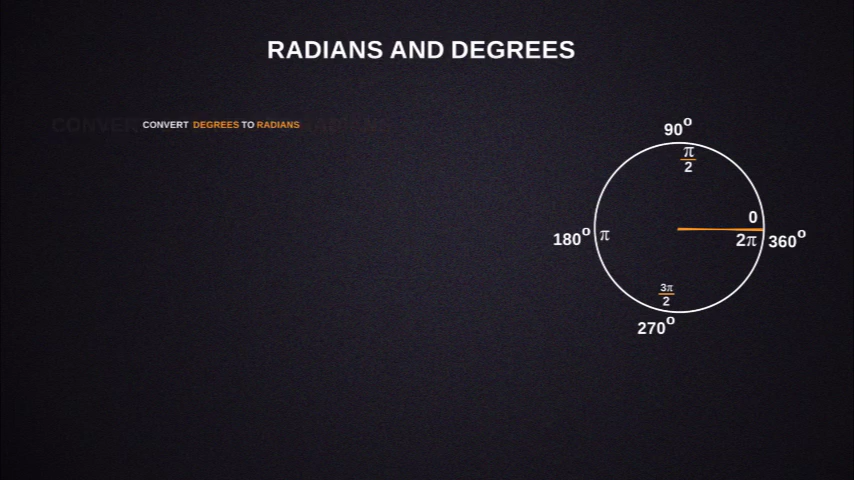 RADIANS AND DEGREES
CONVERT DEGREES TO RADIANS
90°
π/2
0
180° π 2π 360°
3π/2
270°